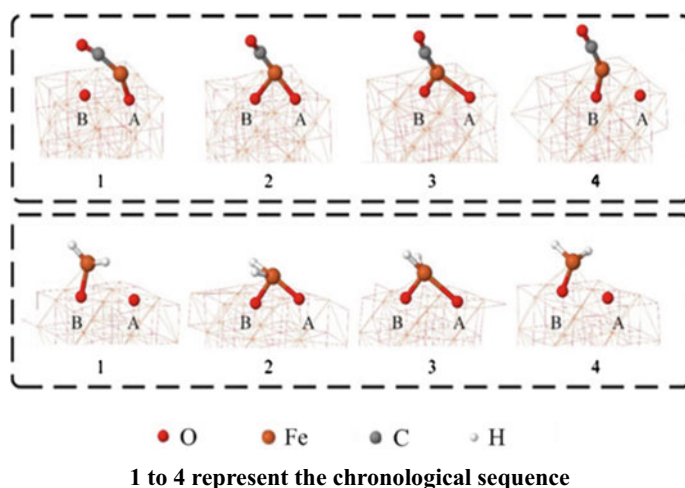 B A B A B A B A
1 2 3 4
B A B A B A B A
1 2 3 4
O Fe C H
1 to 4 represent the chronological sequence